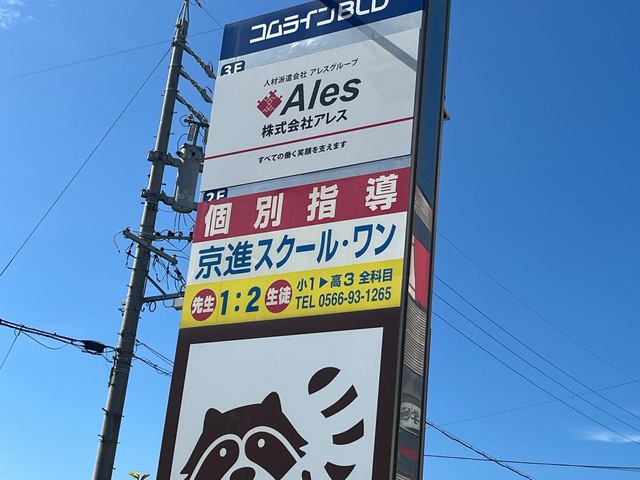 コムラインBLD
3F
人材派遣会社 アレスグループ
Ales
株式会社アレス
すべての働く笑顔を支えます
2F
個別指導
京進スクール・ワン
先生 1:2 生徒
小1▶高3 全科目
TEL 0566-93-1265